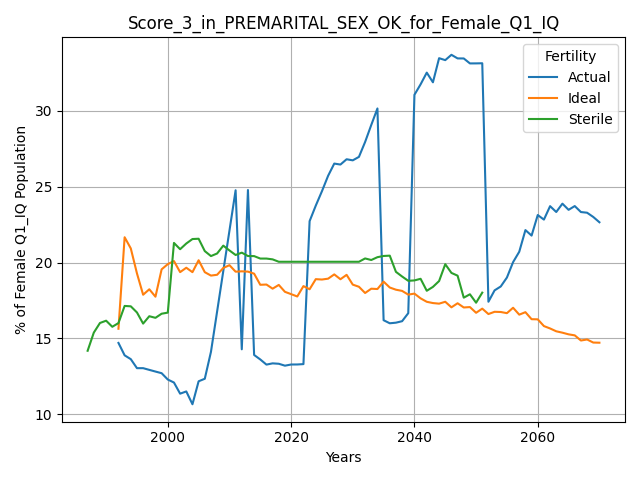 Score_3_in_PREMARITAL_SEX_OK_for_Female_Q1_IQ
% of Female Q1_IQ Population
30
25
20
15
10
2000
2020
2040
2060
Years
Fertility
Actual
Ideal
Sterile